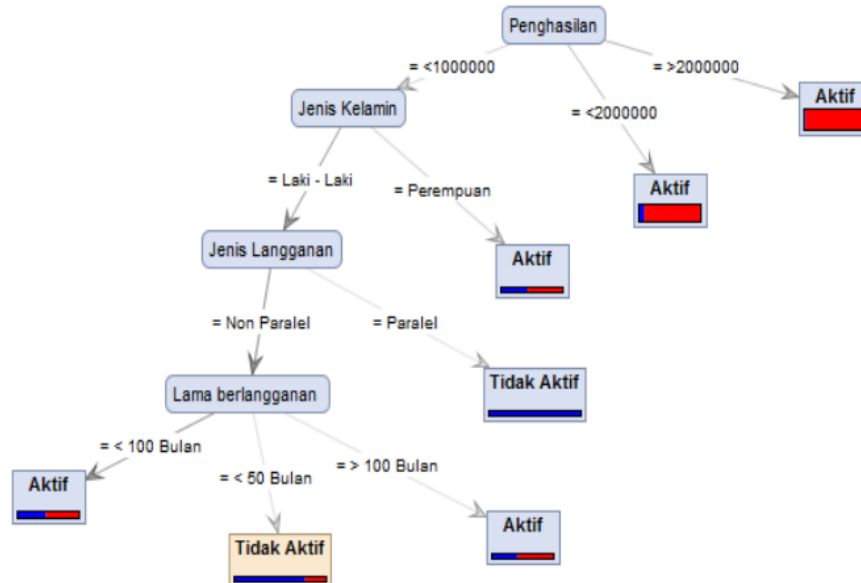 Penghasilan
= <1000000
= >2000000
Aktif
= <2000000
Jenis Kelamin
= Laki - Laki
= Perempuan
Aktif
Jenis Langganan
Aktif
= Non Paralel
= Paralel
Lama berlangganan
Tidak Aktif
= < 100 Bulan
= < 50 Bulan
= > 100 Bulan
Aktif
Aktif
Tidak Aktif